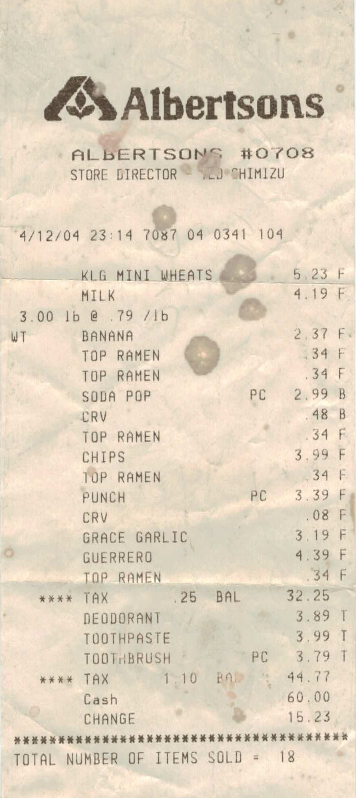 Albertsons
ALBERTSONS #0708
STORE DIRECTOR CHIMIZU
4/12/04 23:14 7087 04 0341 104
KLG MINI WHEATS 5.23 F
MILK 4.19 F
3.00 lb @ .79 /lb
WT BANANA 2.37 F
TOP RAMEN .34 F
TOP RAMEN .34 F
SODA POP PC 2.99 B
CRV .48 B
TOP RAMEN .34 F
CHIPS 3.99 F
TOP RAMEN .34 F
PUNCH PC 3.39 F
CRV .08 F
GRACE GARLIC 3.19 F
GUERRERO 4.39 F
TOP RAMEN .34 F
**** TAX .25 BAL 32.25
DEODORANT 3.89 T
TOOTHPASTE 3.99 T
TOOTHBRUSH PC 3.79 T
**** TAX 1.10 BAL 44.77
Cash 60.00
CHANGE 15.23
****************************************
TOTAL NUMBER OF ITEMS SOLD = 18